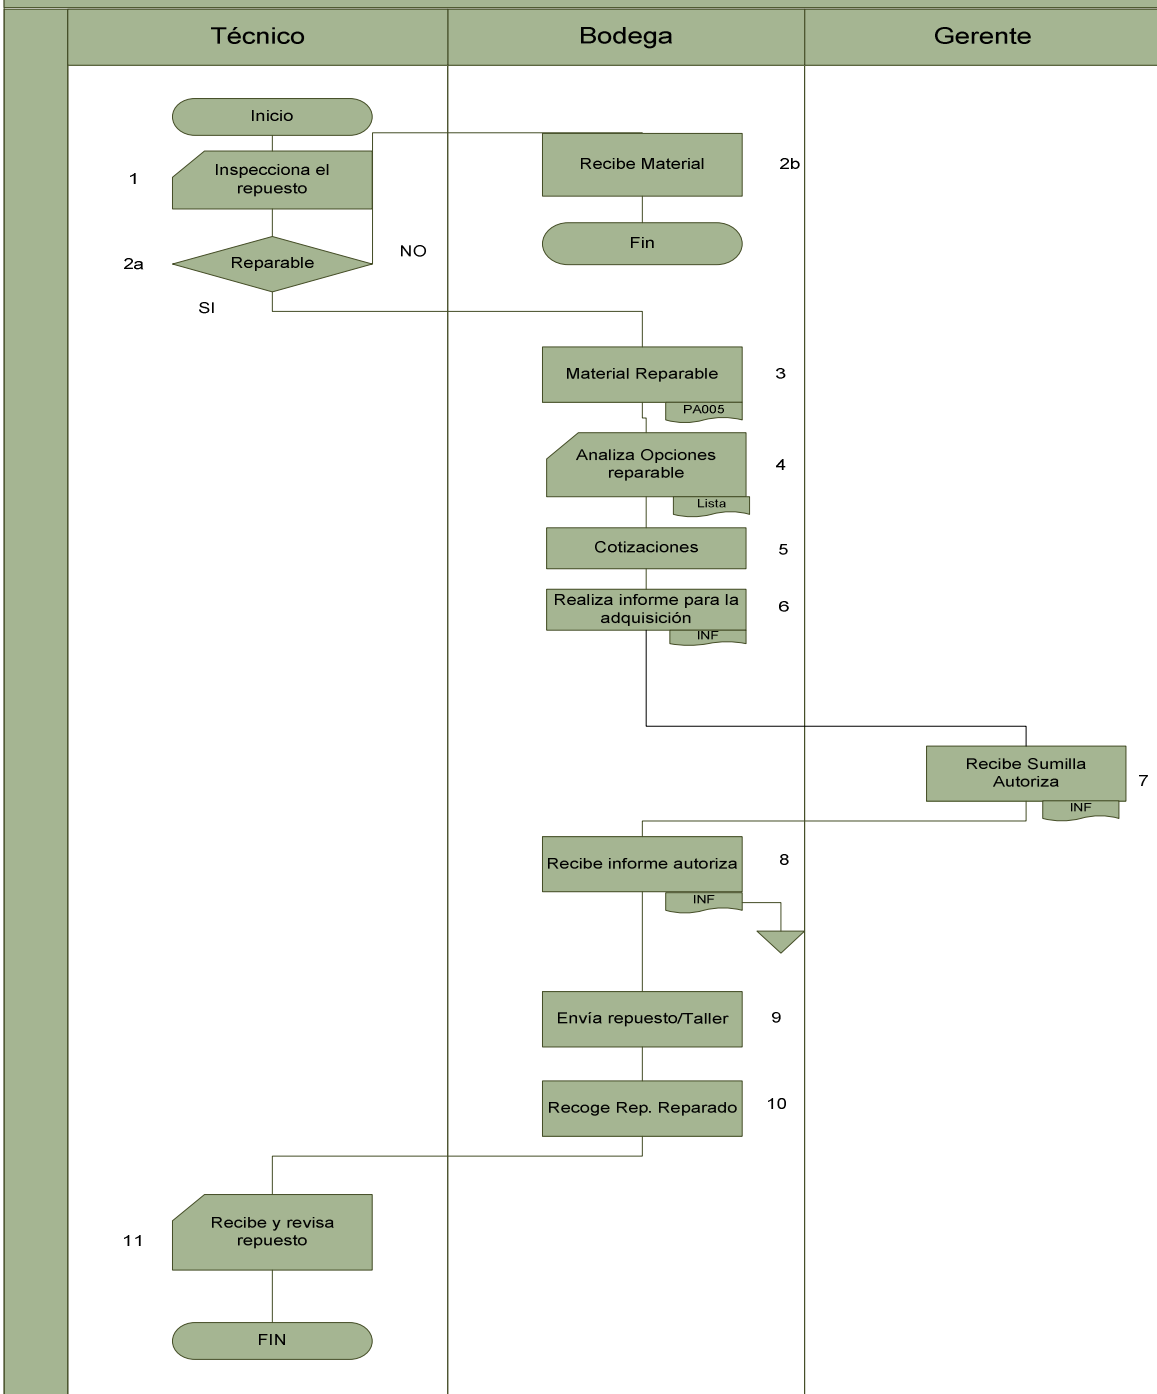 Técnico
Bodega
Gerente
Inicio
1
Inspecciona el
repuesto
Recibe Material
2b
2a
Reparable
NO
Fin
SI
Material Reparable
3
PA005
Analiza Opciones
reparable
4
Lista
Cotizaciones
5
Realiza informe para la
adquisición
6
INF
Recibe Sumilla
Autoriza
7
INF
Recibe informe autoriza
8
INF
Envía repuesto/Taller
9
Recoge Rep. Reparado
10
11
Recibe y revisa
repuesto
FIN